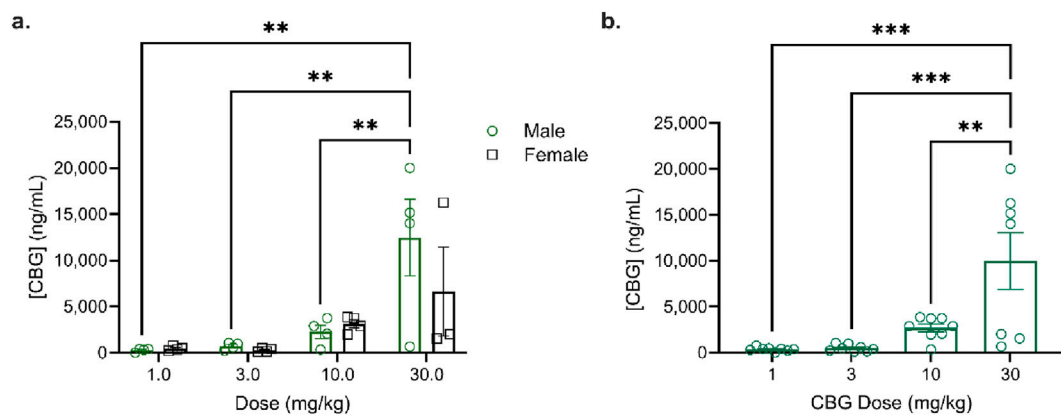 a.
**
**
**
25,000
20,000
15,000
10,000
5,000
0
[CBG] (ng/mL)
1.0 3.0 10.0 30.0
Dose (mg/kg)
Male
Female
b.
***
***
**
25,000
20,000
15,000
10,000
5,000
0
[CBG] (ng/mL)
1 3 10 30
CBG Dose (mg/kg)